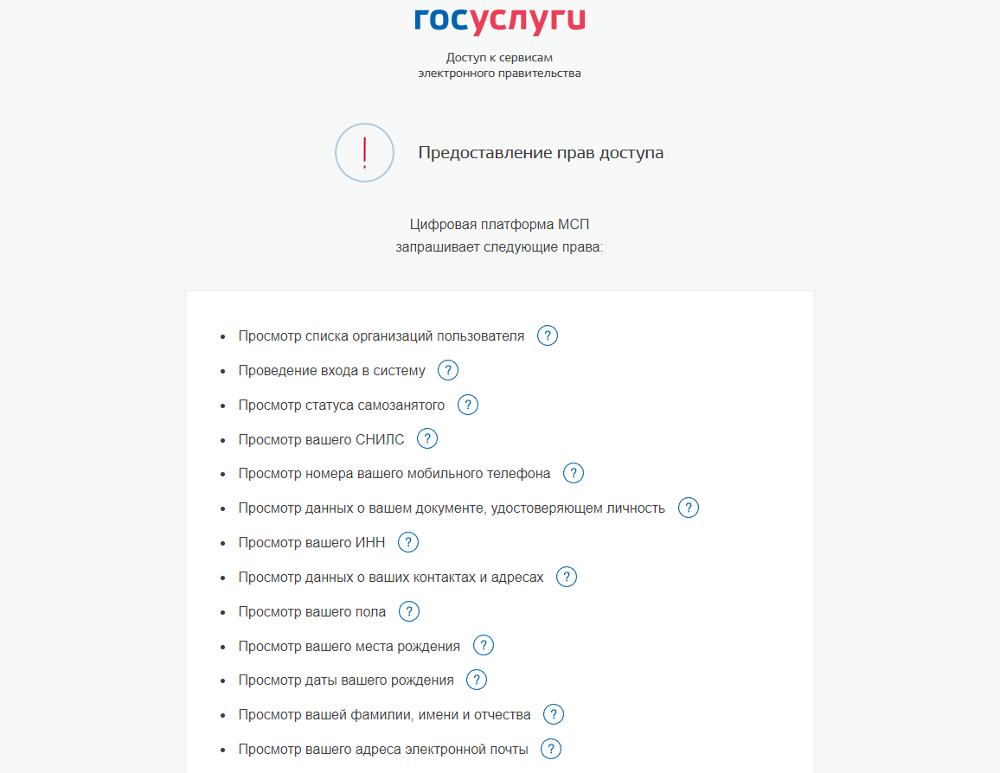 госуслуги
Доступ к сервисам
электронного правительства
!
Предоставление прав доступа
Цифровая платформа МСП
запрашивает следующие права:
• Просмотр списка организаций пользователя ?
• Проведение входа в систему ?
• Просмотр статуса самозанятого ?
• Просмотр вашего СНИЛС ?
• Просмотр номера вашего мобильного телефона ?
• Просмотр данных о вашем документе, удостоверяющем личность ?
• Просмотр вашего ИНН ?
• Просмотр данных о ваших контактах и адресах ?
• Просмотр вашего пола ?
• Просмотр вашего места рождения ?
• Просмотр даты вашего рождения ?
• Просмотр вашей фамилии, имени и отчества ?
• Просмотр вашего адреса электронной почты ?